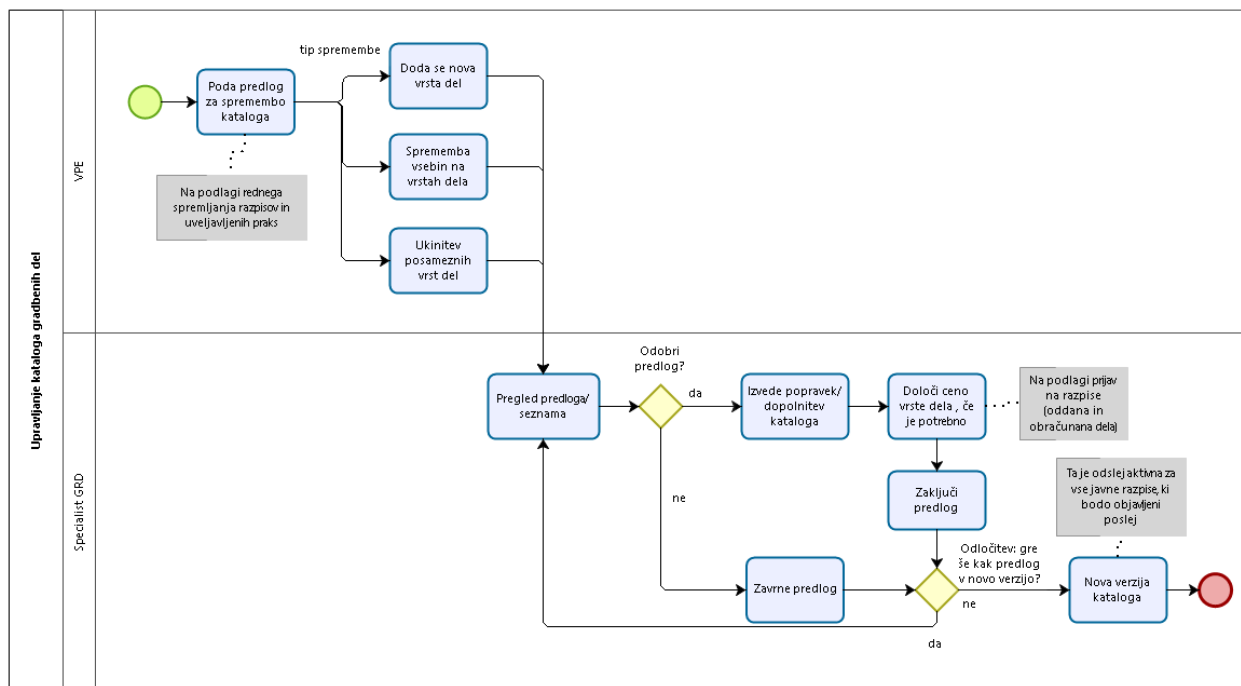 Upravljanje kataloga gradbenih del
VPE
tip spremembe
Poda predlog
za spremembo
kataloga
Na podlagi rednega
spremljanja razpisov in
uveljavljenih praks
Doda se nova
vrsta del
Sprememba
vsebin na
vrstah dela
Ukinitev
posameznih
vrst del
Specialist GRD
Pregled predloga/
seznama
Odobri
predlog?
da
ne
Izvede popravek/
dopolnitev
kataloga
Določi ceno
vrste dela , če
je potrebno
Na podlagi prijav
na razpise
(oddana in
obračunana dela)
Zaključi
predlog
Zavrne predlog
Odločitev: gre
še kak predlog
v novo verzijo?
ne
da
Ta je odslej aktivna za
vse javne razpise, ki
bodo objavljeni
poslej
Nova verzija
kataloga